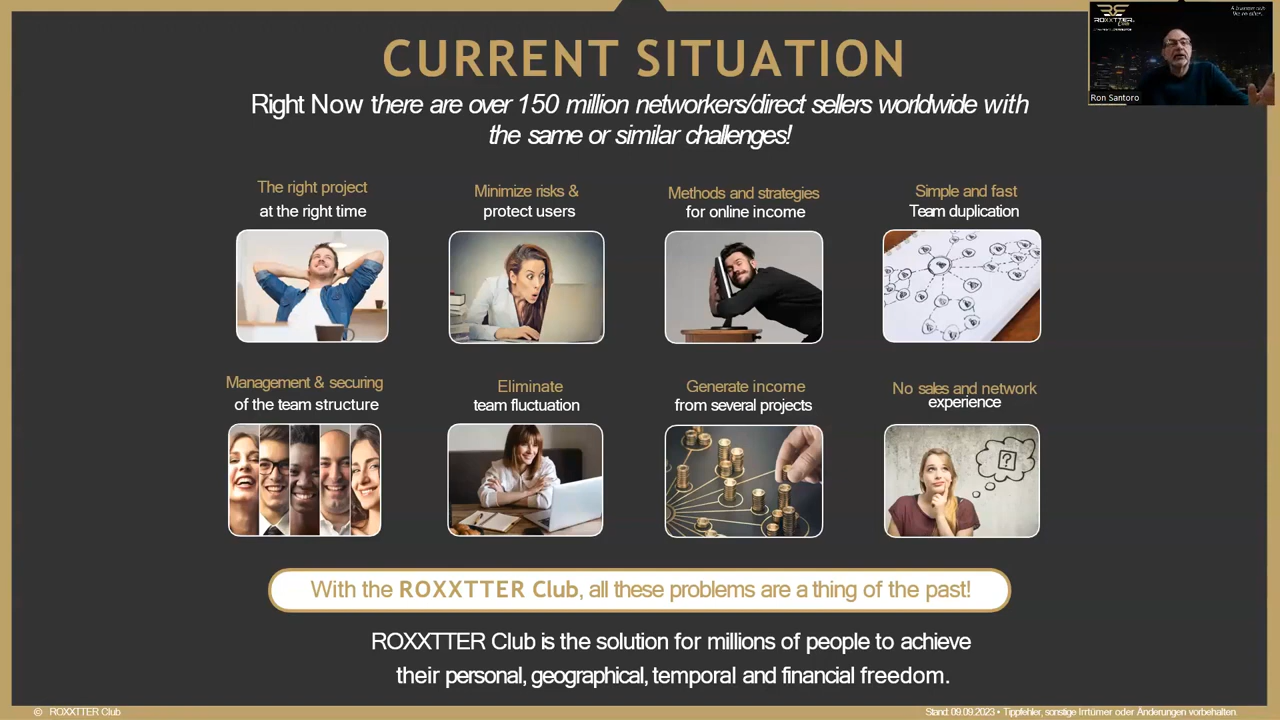 CURRENT SITUATION
Right Now there are over 150 million networkers/direct sellers worldwide with
the same or similar challenges!
ROXXTTER
Ron Santoro
The right project
at the right time
Minimize risks &
protect users
Methods and strategies
for online income
Simple and fast
Team duplication
Management & securing
of the team structure
Eliminate
team fluctuation
Generate income
from several projects
No sales and network
experience
?
With the ROXXTTER Club, all these problems are a thing of the past!
ROXXTTER Club is the solution for millions of people to achieve
their personal, geographical, temporal and financial freedom.
© ROXXTTER Club
Stand: 09.09.2023 • Tippfehler, sonstige Irrtümer oder Änderungen vorbehalten.